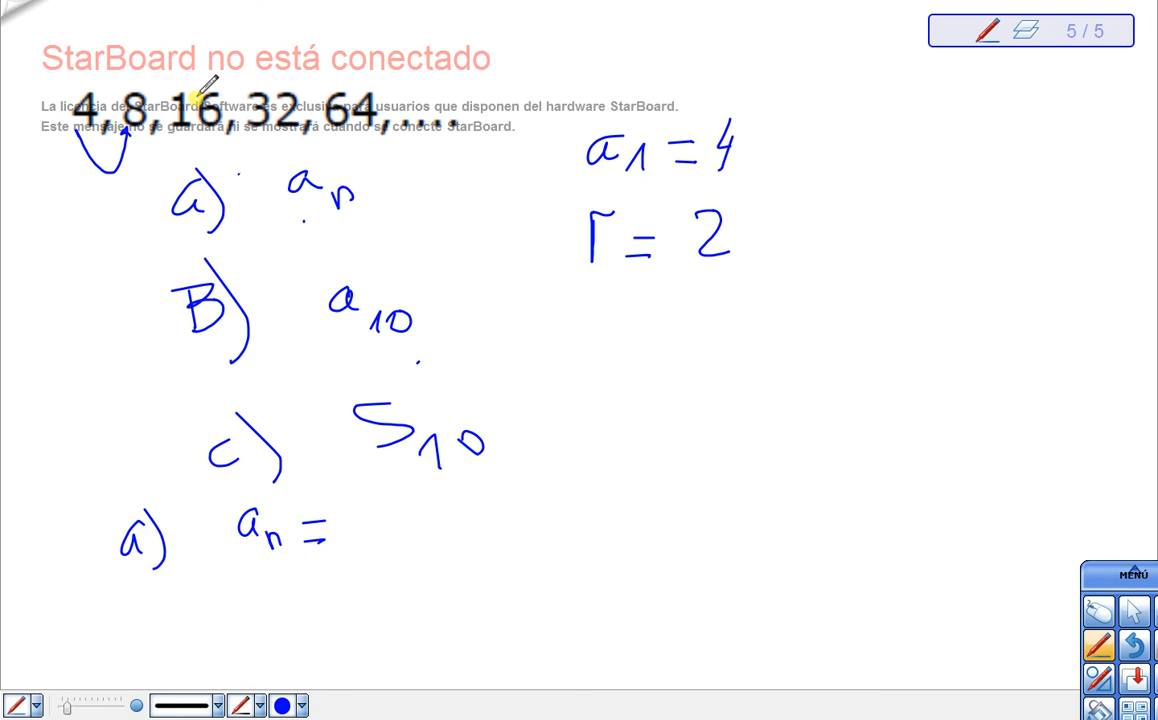 5 / 5
StarBoard no está conectado
La licencia del StarBoard Software es exclusiva para usuarios que disponen del hardware StarBoard.
4,8,16,32,64,....
Este mensaje no se guardará ni se mostrará cuando se conecte StarBoard.
a1 = 4
a) an
r = 2
B) a10
c) S10
a) an =
MENÚ